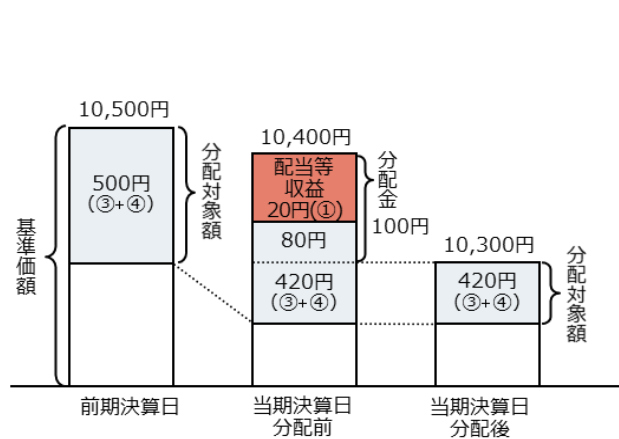 10,500円
500円
(③+④)
分配対象額
基準価額
前期決算日
10,400円
配当等
収益
20円(①)
80円
420円
(③+④)
分配金
100円
当期決算日
分配前
10,300円
420円
(③+④)
分配対象額
当期決算日
分配後